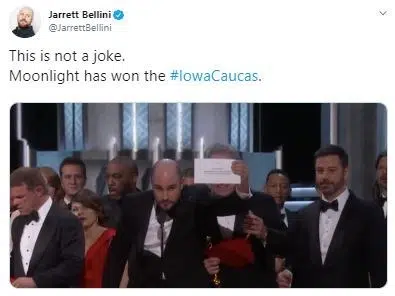 Jarrett Bellini
@JarrettBellini
This is not a joke.
Moonlight has won the #IowaCaucas.